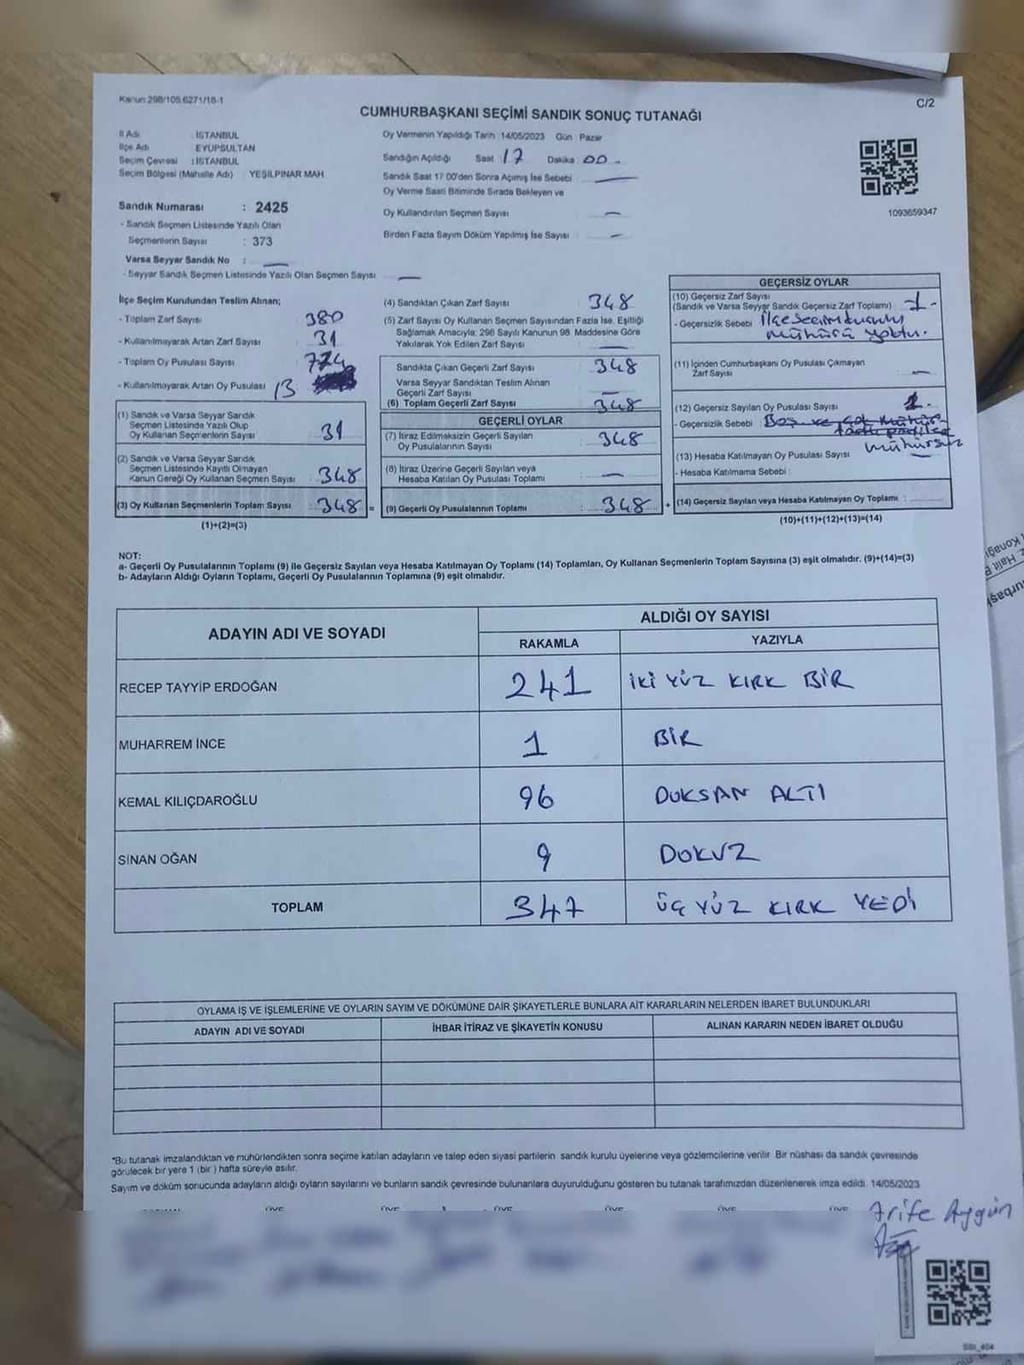 Kanun:298/105.6271/18-1
C/2
CUMHURBAŞKANI SEÇİMİ SANDIK SONUÇ TUTANAĞI
İl Adı : İSTANBUL
İlçe Adı : EYÜPSULTAN
Seçim Çevresi : İSTANBUL
Seçim Bölgesi (Mahalle Adı) YEŞİLPINAR MAH.
Sandık Numarası : 2425
- Sandık Seçmen Listesinde Yazılı Olan
Seçmenlerin Sayısı : 373
Varsa Seyyar Sandık No :
- Seyyar Sandık Seçmen Listesinde Yazılı Olan Seçmen Sayısı
Oy Vermenin Yapıldığı Tarih 14/05/2023 Gün Pazar
Sandığın Açıldığı Saat 17 Dakika 00
Sandık Saat 17:00'den Sonra Açımış İse Sebebi
Oy Verme Saati Bitiminde Sırada Bekleyen ve
Oy Kullandırılan Seçmen Sayısı
Birden Fazla Sayım Döküm Yapılmış İse Sayısı
1093659347
İlçe Seçim Kurulundan Teslim Alınan;
- Toplam Zarf Sayısı 380
- Kullanılmayarak Artan Zarf Sayısı 31
- Toplam Oy Pusulası Sayısı
- Kullanılmayarak Artan Oy Pusulası 13
(1) Sandık ve Varsa Seyyar Sandık
Seçmen Listesinde Yazılı Olup
Oy Kullanan Seçmenlerin Sayısı 31
(2) Sandık ve Varsa Seyyar Sandık
Seçmen Listesinde Kayıtlı Olmayan
Kanun Gereği Oy Kullanan Seçmen Sayısı 348
(3) Oy Kullanan Seçmenlerin Toplam Sayısı 348 =
(1)+(2)=(3)
(4) Sandıktan Çıkan Zarf Sayısı 348
(5) Zarf Sayısı Oy Kullanan Seçmen Sayısından Fazla İse, Eşitliği
Sağlamak Amacıyla; 298 Sayılı Kanunun 98. Maddesine Göre
Yakılarak Yok Edilen Zarf Sayısı
Sandıkta Çıkan Geçerli Zarf Sayısı 348
Varsa Seyyar Sandıktan Teslim Alınan
Geçerli Zarf Sayısı
(6) Toplam Geçerli Zarf Sayısı 348
GEÇERLİ OYLAR
(7) İtiraz Edilmeksizin Geçerli Sayılan
Oy Pusulalarının Sayısı 348
(8) İtiraz Üzerine Geçerli Sayılan veya
Hesaba Katılan Oy Pusulası Toplamı
(9) Geçerli Oy Pusulalarının Toplamı : 348 +
GEÇERSİZ OYLAR
(10) Geçersiz Zarf Sayısı
(Sandık ve Varsa Seyyar Sandık Geçersiz Zarf Toplamı) 1
- Geçersizlik Sebebi İlçe Seçim kurulu
mührü yoktur.
(11) İçinden Cumhurbaşkanı Oy Pusulası Çıkmayan
Zarf Sayısı
(12) Geçersiz Sayılan Oy Pusulası Sayısı 1.
- Geçersizlik Sebebi
mühürsüz
(13) Hesaba Katılmayan Oy Pusulası Sayısı
- Hesaba Katılmama Sebebi :
(14) Geçersiz Sayılan veya Hesaba Katılmayan Oy Toplamı :
(10)+(11)+(12)+(13)=(14)
NOT:
a- Geçerli Oy Pusulalarının Toplamı (9) ile Geçersiz Sayılan veya Hesaba Katılmayan Oy Toplamı (14) Toplamları, Oy Kullanan Seçmenlerin Toplam Sayısına (3) eşit olmalıdır. (9)+(14)=(3)
b- Adayların Aldığı Oyların Toplamı, Geçerli Oy Pusulalarının Toplamına (9) eşit olmalıdır.
ADAYIN ADI VE SOYADI
ALDIĞI OY SAYISI
RAKAMLA YAZIYLA
RECEP TAYYİP ERDOĞAN 241 İKİ YÜZ KIRK BİR
MUHARREM İNCE 1 BİR
KEMAL KILIÇDAROĞLU 96 DOKSAN ALTI
SİNAN OĞAN 9 DOKUZ
TOPLAM 347 ÜÇ YÜZ KIRK YEDİ
OYLAMA İŞ VE İŞLEMLERİNE VE OYLARIN SAYIM VE DÖKÜMÜNE DAİR ŞİKAYETLERLE BUNLARA AİT KARARLARIN NELERDEN İBARET BULUNDUKLARI
ADAYIN ADI VE SOYADI İHBAR İTİRAZ VE ŞİKAYETİN KONUSU ALINAN KARARIN NEDEN İBARET OLDUĞU
*Bu tutanak imzalandıktan ve mühürlendikten sonra seçime katılan adayların ve talep eden siyasi partilerin sandık kurulu üyelerine veya gözlemcilerine verilir. Bir nüshası da sandık çevresinde
görülecek bir yere 1 (bir) hafta süreyle asılır.
Sayım ve döküm sonucunda adayların aldığı oyların sayılarını ve bunların sandık çevresinde bulunanlara duyurulduğunu gösteren bu tutanak tarafımızdan düzenlenerek imza edildi. 14/05/2023
ÜYE ÜYE ÜYE ÜYE ÜYE
Arife Aygün